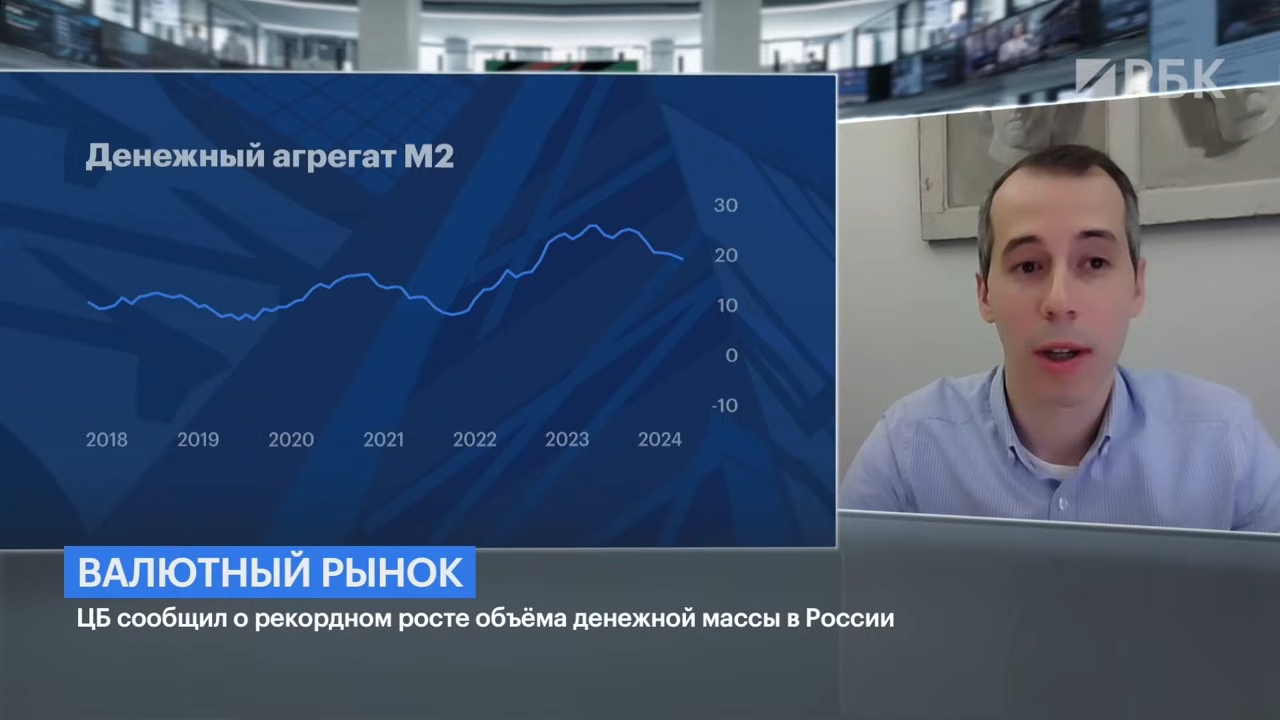 РБК
Денежный агрегат М2
30
20
10
0
-10
2018 2019 2020 2021 2022 2023 2024
ВАЛЮТНЫЙ РЫНОК
ЦБ сообщил о рекордном росте объёма денежной массы в России